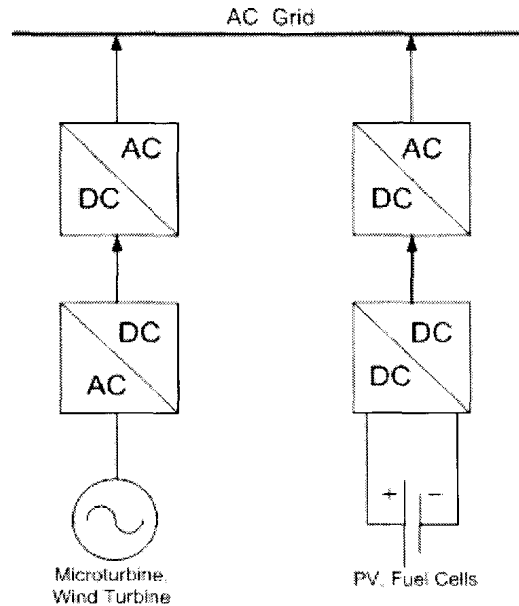 AC Grid
AC
DC
DC
AC
Microturbine,
Wind Turbine
AC
DC
DC
DC
+ −
PV, Fuel Cells